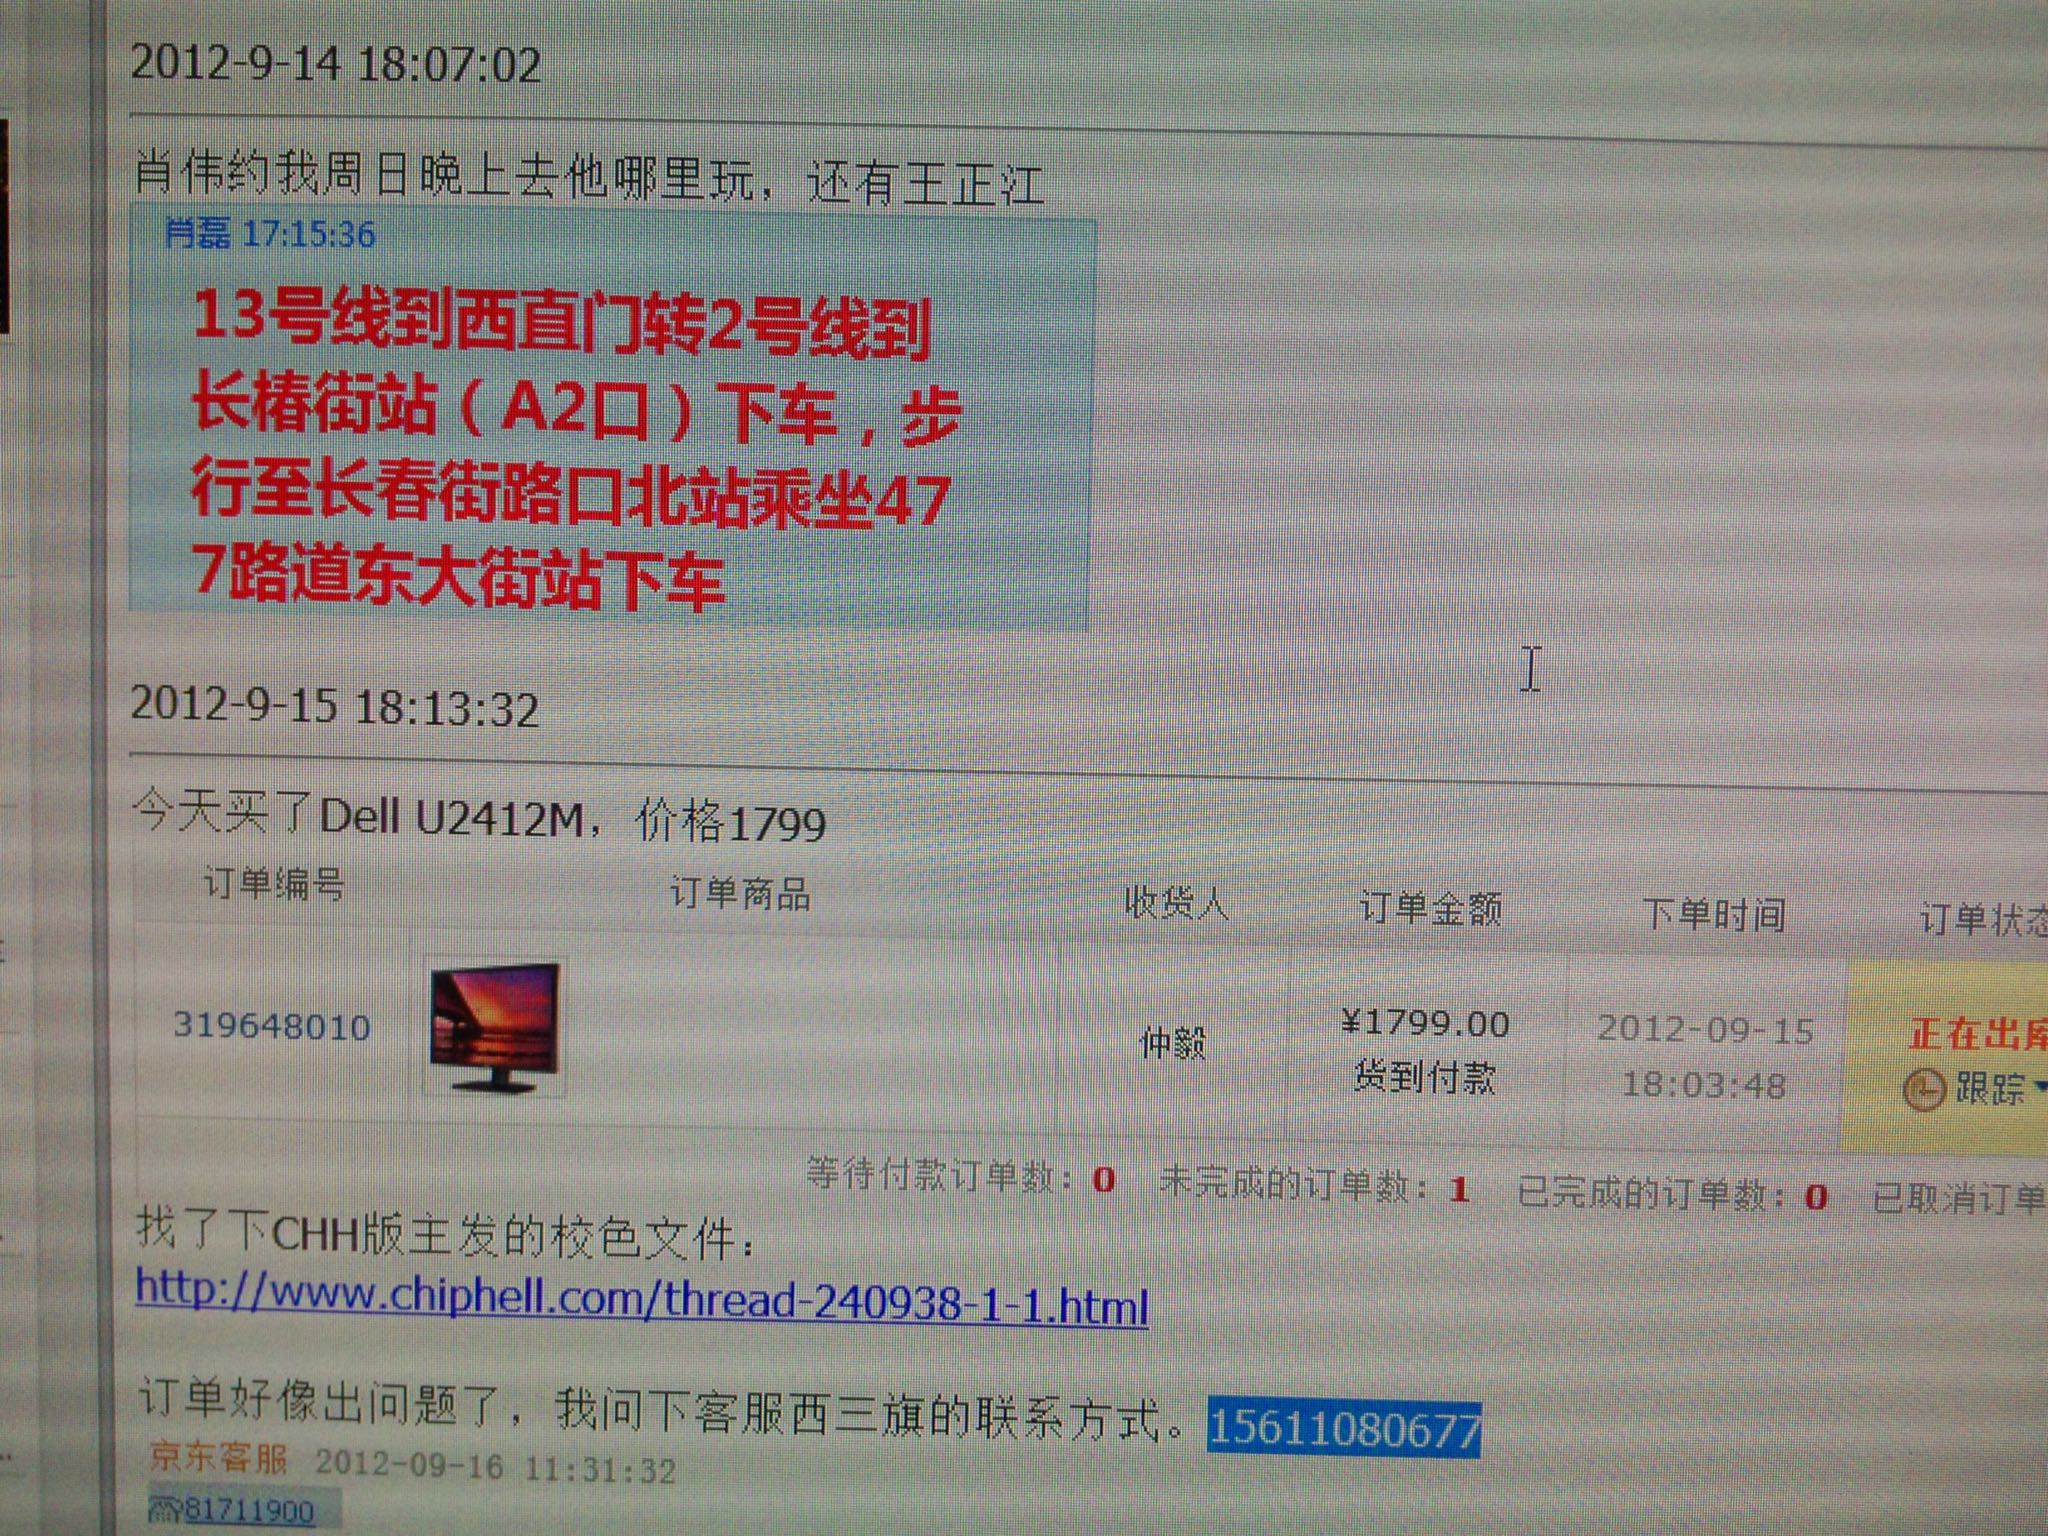 2012-9-14 18:07:02
肖伟约我周日晚上去他哪里玩，还有王正江
肖磊 17:15:36
13号线到西直门转2号线到
长椿街站（A2口）下车，步
行至长春街路口北站乘坐47
7路道东大街站下车
2012-9-15 18:13:32
今天买了Dell U2412M，价格1799
订单编号 订单商品 收货人 订单金额 下单时间 订单状态
319648010 仲毅 ¥1799.00 2012-09-15 正在出库
货到付款 18:03:48 跟踪
等待付款订单数：0 未完成的订单数：1 已完成的订单数：0 已取消订单
找了下CHH版主发的校色文件：
http://www.chiphell.com/thread-240938-1-1.html
订单好像出问题了，我问下客服西三旗的联系方式。15611080677
京东客服 2012-09-16 11:31:32
81711900